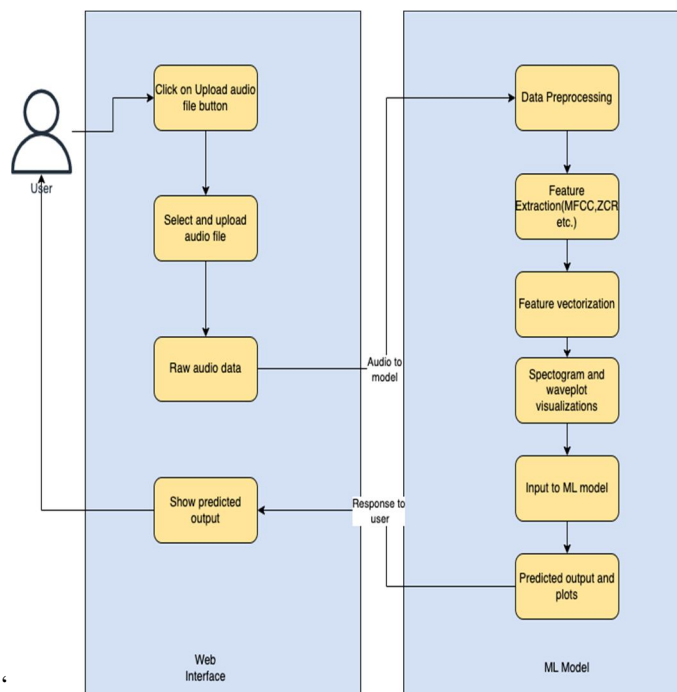 User
Click on Upload audio
file button
Select and upload
audio file
Raw audio data
Audio to
model
Data Preprocessing
Feature
Extraction(MFCC,ZCR
etc.)
Feature vectorization
Spectogram and
waveplot
visualizations
Input to ML model
Predicted output and
plots
Response to
user
Show predicted
output
Web
Interface
ML Model
‘